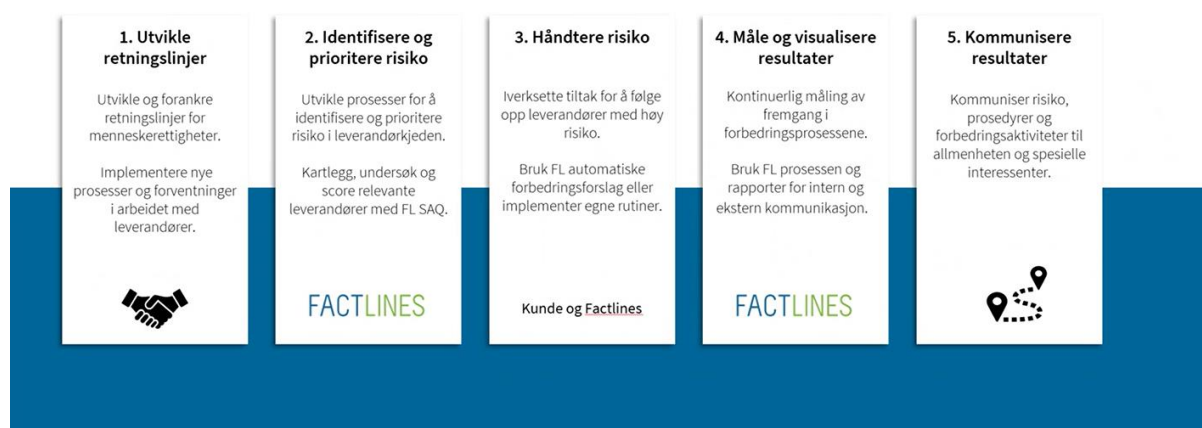 1. Utvikle
retningslinjer
Utvikle og forankre
retningslinjer for
menneskerettigheter.
Implementere nye
prosesser og forventninger
i arbeidet med
leverandører.
2. Identifisere og
prioritere risiko
Utvikle prosesser for å
identifisere og prioritere
risiko i leverandørkjeden.
Kartlegg, undersøk og
score relevante
leverandører med FL SAQ.
FACTLINES
3. Håndtere risiko
Iverksette tiltak for å følge
opp leverandører med høy
risiko.
Bruk FL automatiske
forbedringsforslag eller
implementer egne rutiner.
Kunde og Factlines
4. Måle og visualisere
resultater
Kontinuerlig måling av
fremgang i
forbedringsprosessene.
Bruk FL prosessen og
rapporter for intern og
ekstern kommunikasjon.
FACTLINES
5. Kommunisere
resultater
Kommuniser risiko,
prosedyrer og
forbedringsaktiviteter til
allmenheten og spesielle
interessenter.